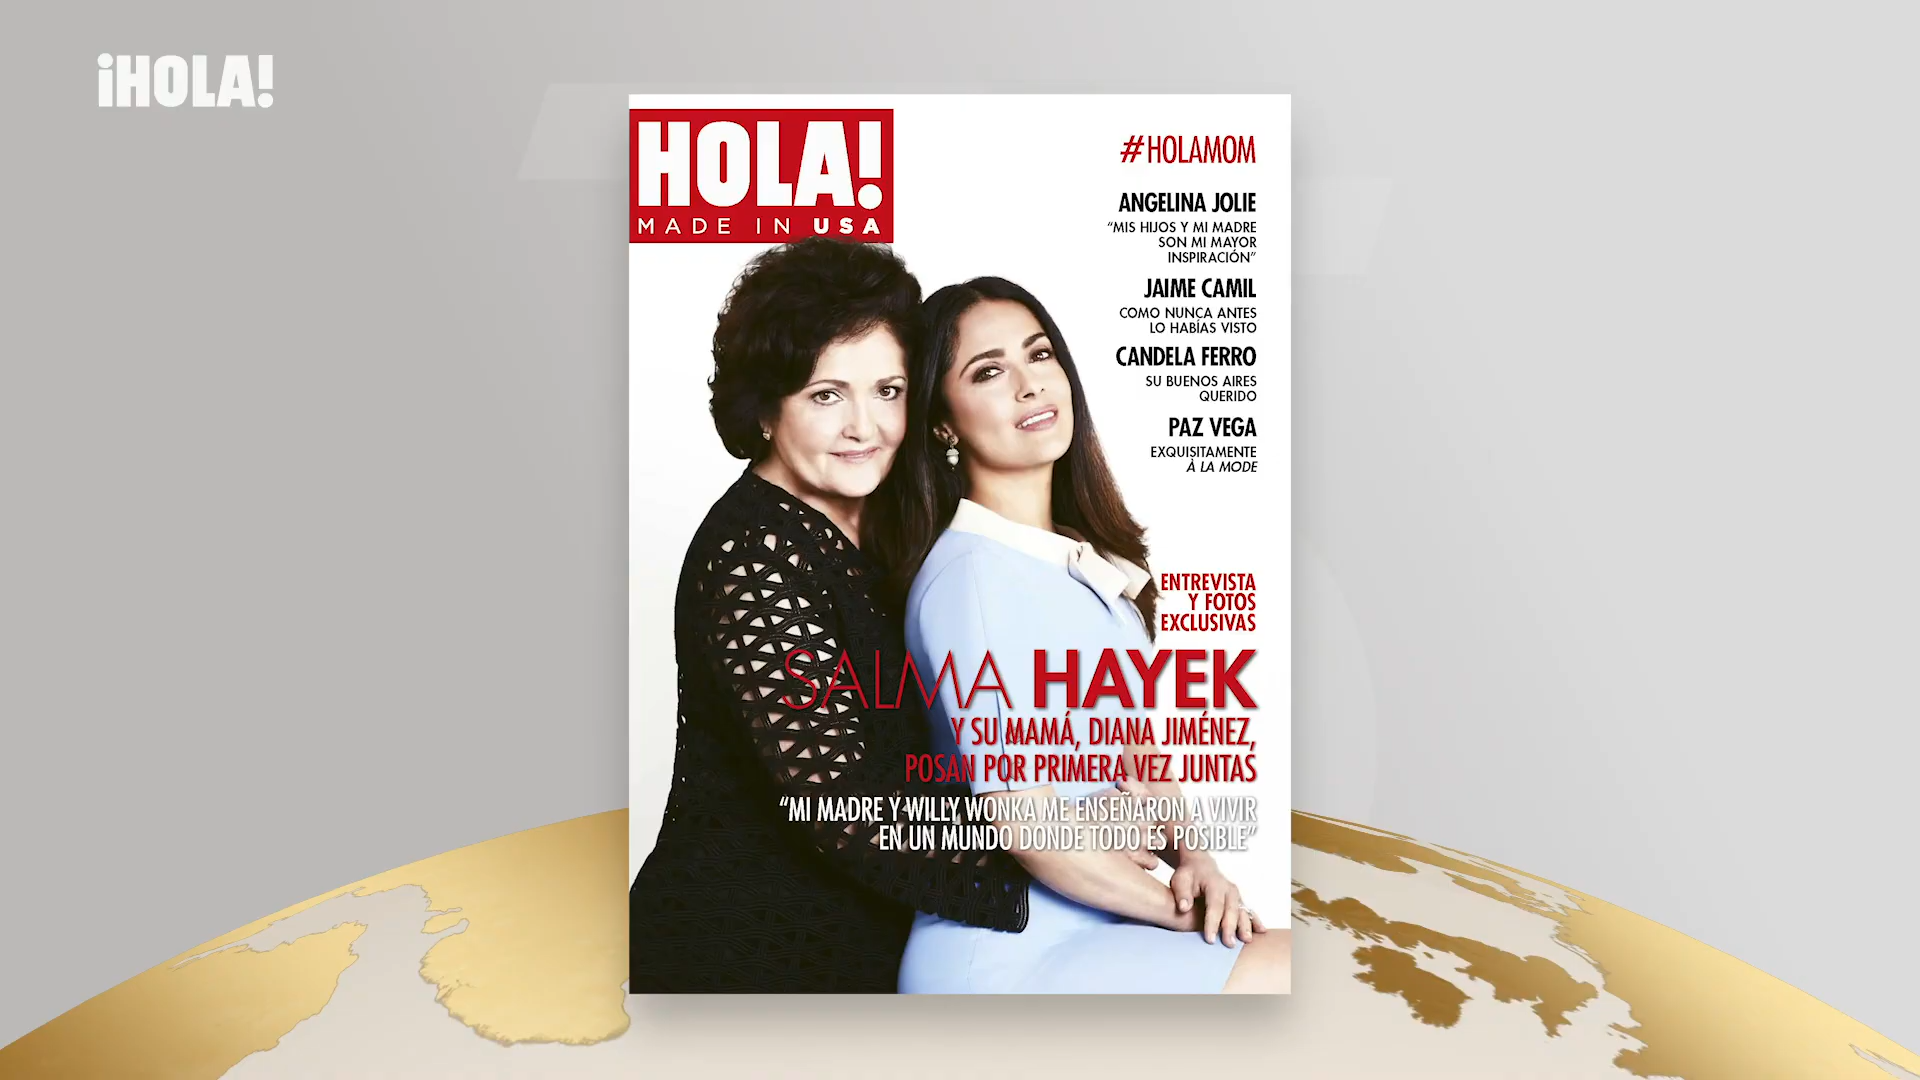 ¡HOLA!
HOLA!
MADE IN USA
#HOLAMOM
ANGELINA JOLIE
“MIS HIJOS Y MI MADRE
SON MI MAYOR
INSPIRACIÓN”
JAIME CAMIL
COMO NUNCA ANTES
LO HABÍAS VISTO
CANDELA FERRO
SU BUENOS AIRES
QUERIDO
PAZ VEGA
EXQUISITAMENTE
À LA MODE
ENTREVISTA
Y FOTOS
EXCLUSIVAS
SALMA HAYEK
Y SU MAMÁ, DIANA JIMÉNEZ,
POSAN POR PRIMERA VEZ JUNTAS
“MI MADRE Y WILLY WONKA ME ENSEÑARON A VIVIR
EN UN MUNDO DONDE TODO ES POSIBLE”